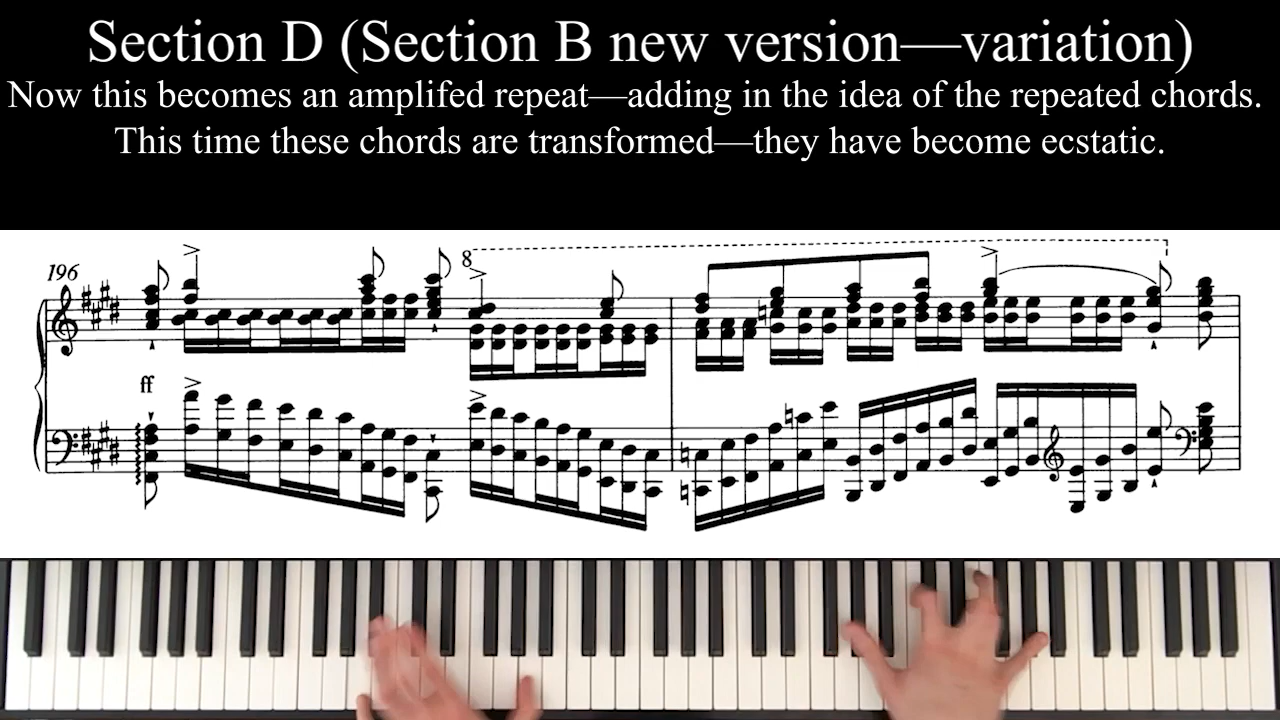 Section D (Section B new version—variation)
Now this becomes an amplifed repeat—adding in the idea of the repeated chords.
This time these chords are transformed—they have become ecstatic.
196
8
ff